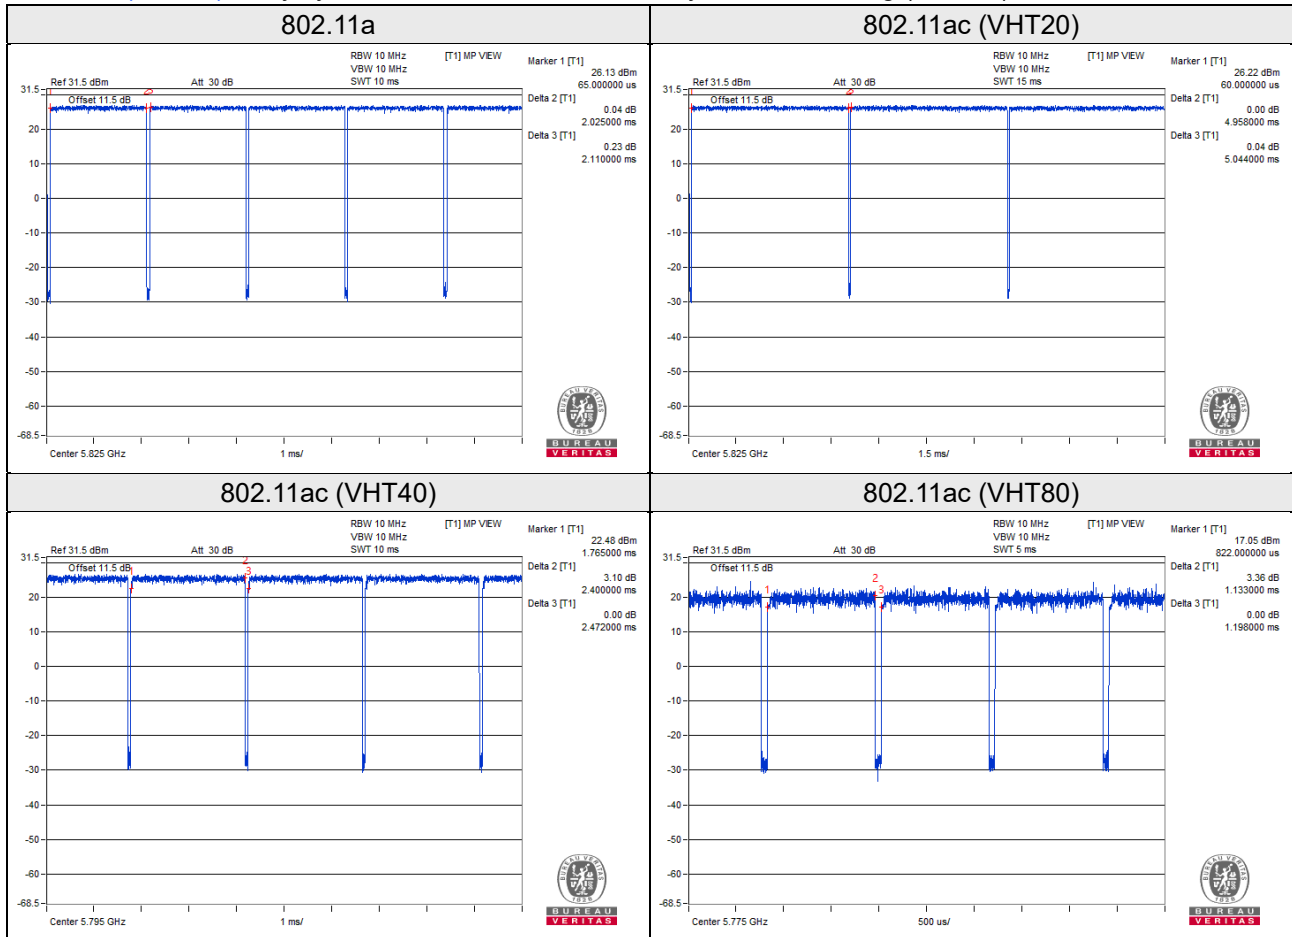 802.11a
RBW 10 MHz [T1] MP VIEW
VBW 10 MHz
Ref 31.5 dBm Att 30 dB SWT 10 ms
Marker 1 [T1]
26.13 dBm
65.000000 us
Delta 2 [T1]
0.04 dB
2.025000 ms
Delta 3 [T1]
0.23 dB
2.110000 ms
Offset 11.5 dB
31.5
20
10
0
-10
-20
-30
-40
-50
-60
-68.5
Center 5.825 GHz 1 ms/
BUREAU
VERITAS
802.11ac (VHT20)
RBW 10 MHz [T1] MP VIEW
VBW 10 MHz
Ref 31.5 dBm Att 30 dB SWT 15 ms
Marker 1 [T1]
26.22 dBm
60.000000 us
Delta 2 [T1]
0.00 dB
4.958000 ms
Delta 3 [T1]
0.04 dB
5.044000 ms
Offset 11.5 dB
31.5
20
10
0
-10
-20
-30
-40
-50
-60
-68.5
Center 5.825 GHz 1.5 ms/
BUREAU
VERITAS
802.11ac (VHT40)
RBW 10 MHz [T1] MP VIEW
VBW 10 MHz
Ref 31.5 dBm Att 30 dB SWT 10 ms
Marker 1 [T1]
22.48 dBm
1.765000 ms
Delta 2 [T1]
3.10 dB
2.400000 ms
Delta 3 [T1]
0.00 dB
2.472000 ms
Offset 11.5 dB
1
2
3
31.5
20
10
0
-10
-20
-30
-40
-50
-60
-68.5
Center 5.795 GHz 1 ms/
BUREAU
VERITAS
802.11ac (VHT80)
RBW 10 MHz [T1] MP VIEW
VBW 10 MHz
Ref 31.5 dBm Att 30 dB SWT 5 ms
Marker 1 [T1]
17.05 dBm
822.000000 us
Delta 2 [T1]
3.36 dB
1.133000 ms
Delta 3 [T1]
0.00 dB
1.198000 ms
Offset 11.5 dB
1
2
3
31.5
20
10
0
-10
-20
-30
-40
-50
-60
-68.5
Center 5.775 GHz 500 us/
BUREAU
VERITAS